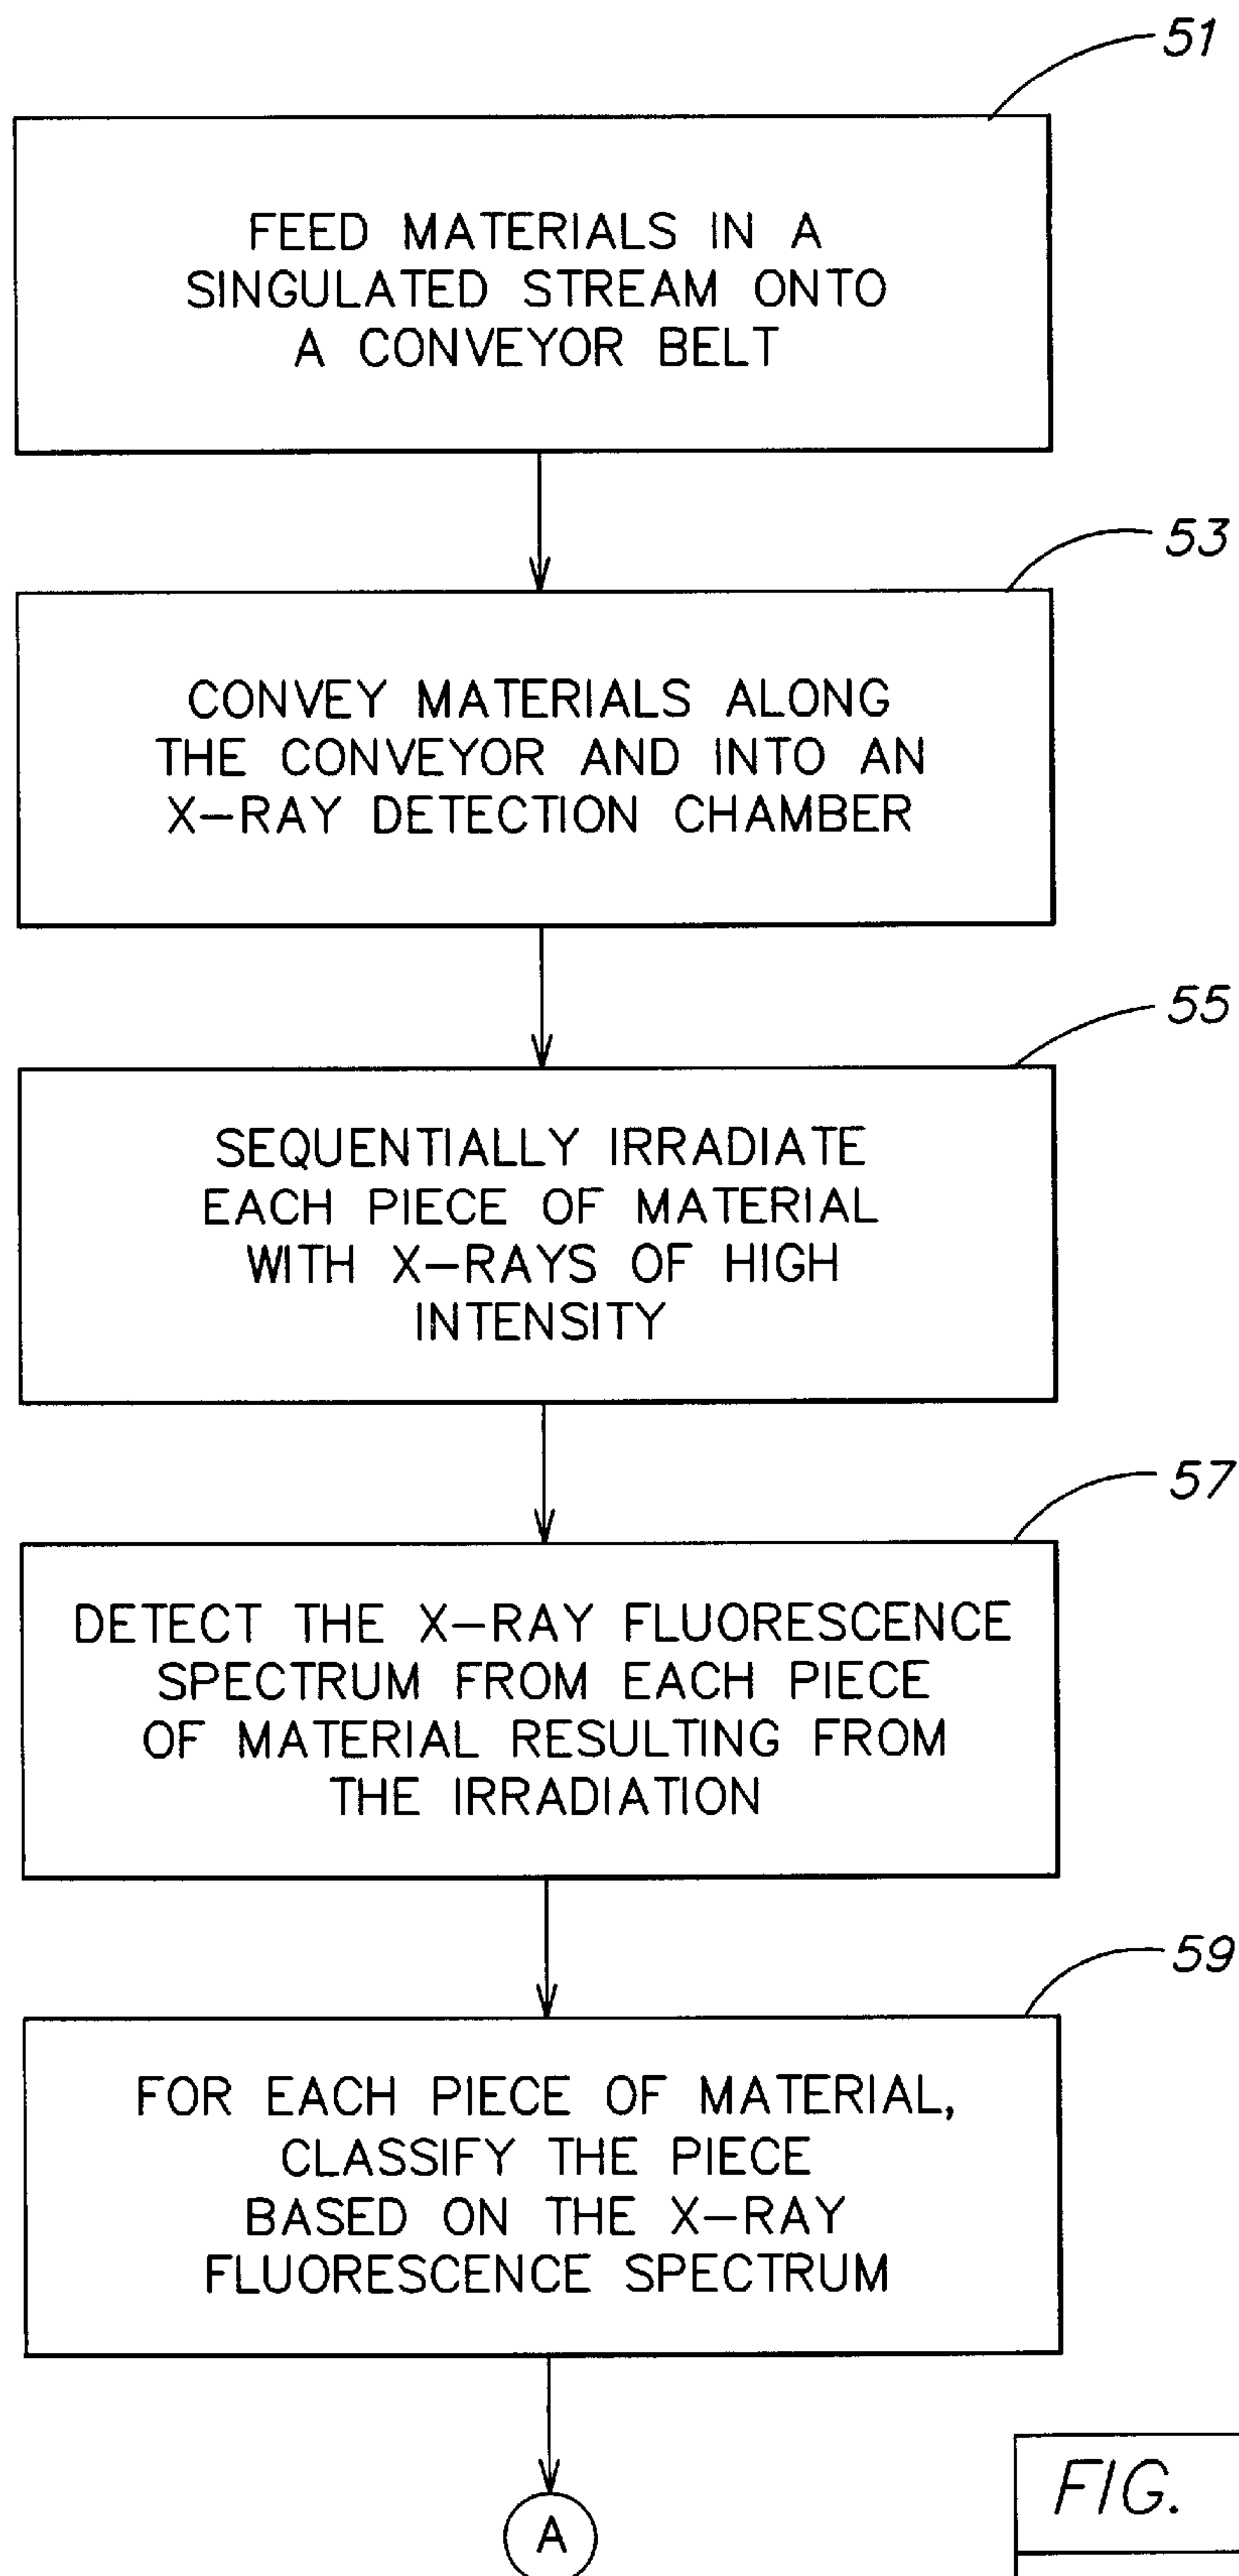 51
FEED MATERIALS IN A
SINGULATED STREAM ONTO
A CONVEYOR BELT
53
CONVEY MATERIALS ALONG
THE CONVEYOR AND INTO AN
X-RAY DETECTION CHAMBER
55
SEQUENTIALLY IRRADIATE
EACH PIECE OF MATERIAL
WITH X-RAYS OF HIGH
INTENSITY
57
DETECT THE X-RAY FLUORESCENCE
SPECTRUM FROM EACH PIECE
OF MATERIAL RESULTING FROM
THE IRRADIATION
59
FOR EACH PIECE OF MATERIAL,
CLASSIFY THE PIECE
BASED ON THE X-RAY
FLUORESCENCE SPECTRUM
A
FIG.